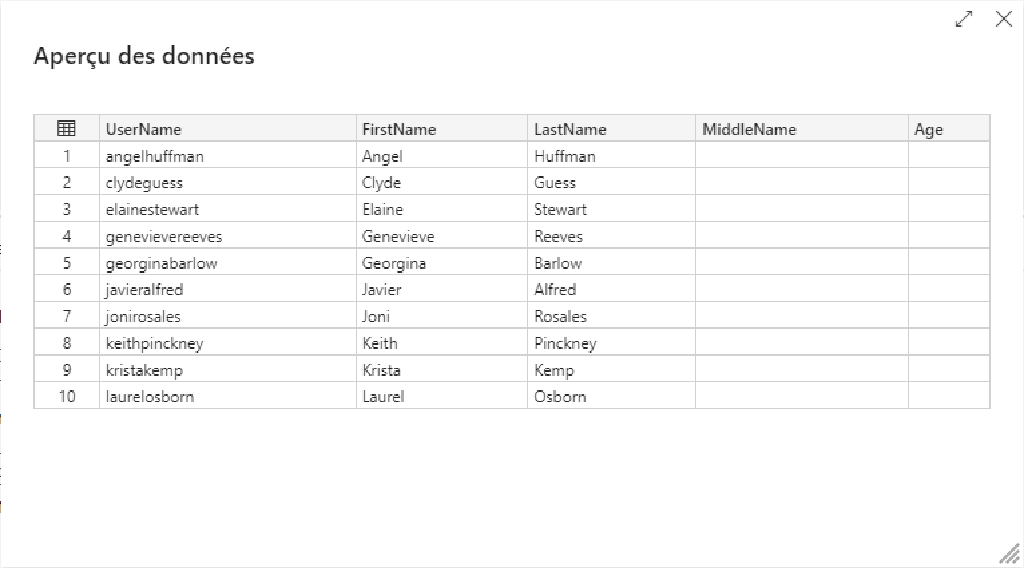 Aperçu des données
UserName FirstName LastName MiddleName Age
1 angelhuffman Angel Huffman
2 clydeguess Clyde Guess
3 elainestewart Elaine Stewart
4 genevievereeves Genevieve Reeves
5 georginabarlow Georgina Barlow
6 javieralfred Javier Alfred
7 jonirosales Joni Rosales
8 keithpinckney Keith Pinckney
9 kristakemp Krista Kemp
10 laurelosborn Laurel Osborn